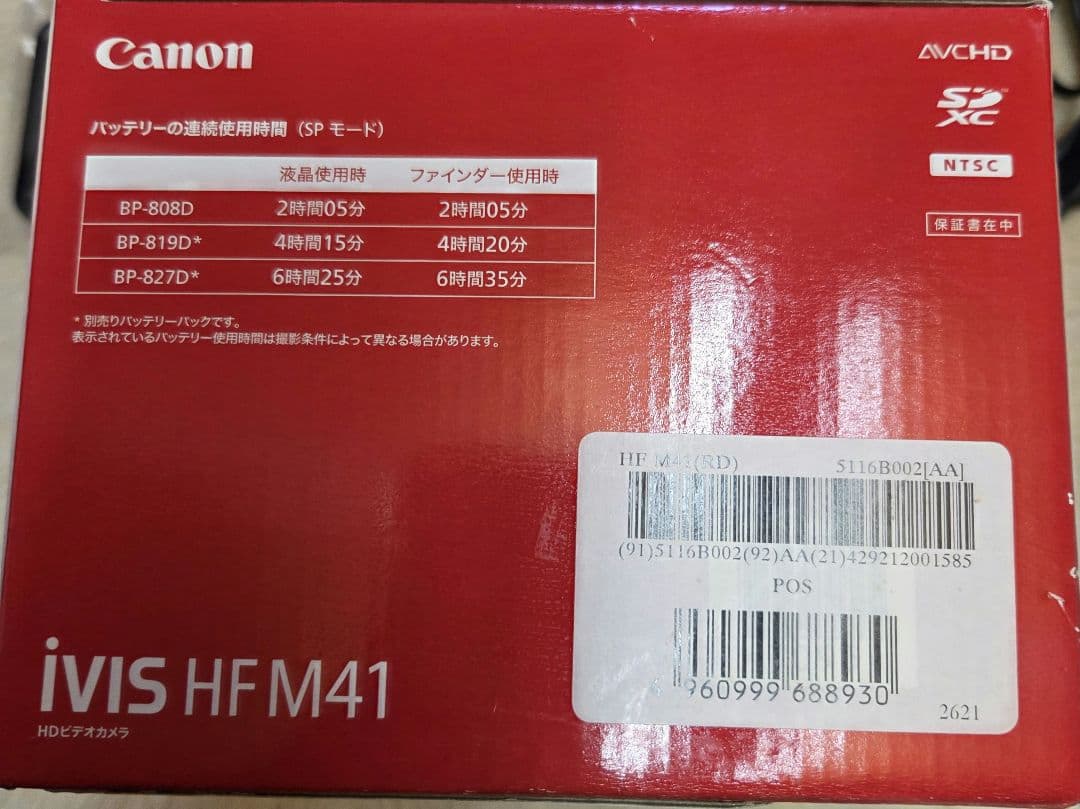 Canon
AVCHD
SD
XC
NTSC
保証書在中
バッテリーの連続使用時間（SP モード）
液晶使用時 ファインダー使用時
BP-808D 2時間05分 2時間05分
BP-819D* 4時間15分 4時間20分
BP-827D* 6時間25分 6時間35分
* 別売りバッテリーパックです。
表示されているバッテリー使用時間は撮影条件によって異なる場合があります。
HF M41(RD) 5116B002[AA]
(91)5116B002(92)AA(21)429212001585
POS
4 960999 688930
2621
iVIS HF M41
HDビデオカメラ